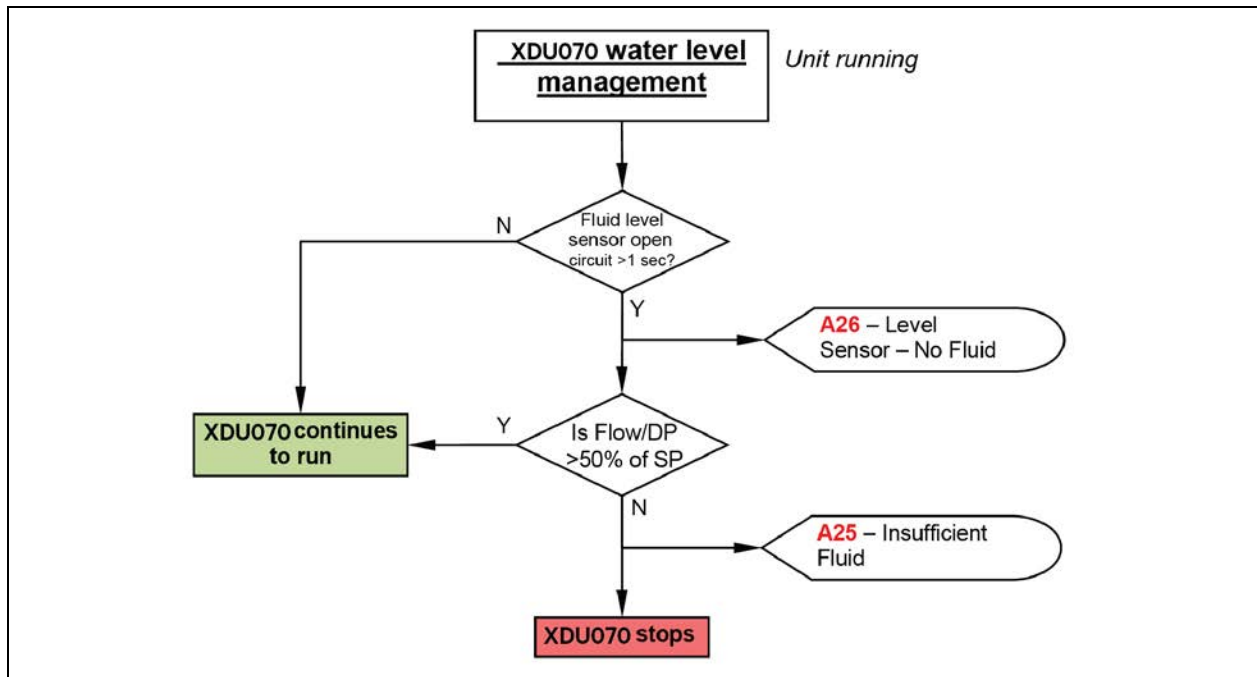 XDU070 water level
management
Unit running
Fluid level
sensor open
circuit >1 sec?
N
Y
A26 – Level
Sensor – No Fluid
XDU070 continues
to run
Y
Is Flow/DP
>50% of SP
N
A25 – Insufficient
Fluid
XDU070 stops